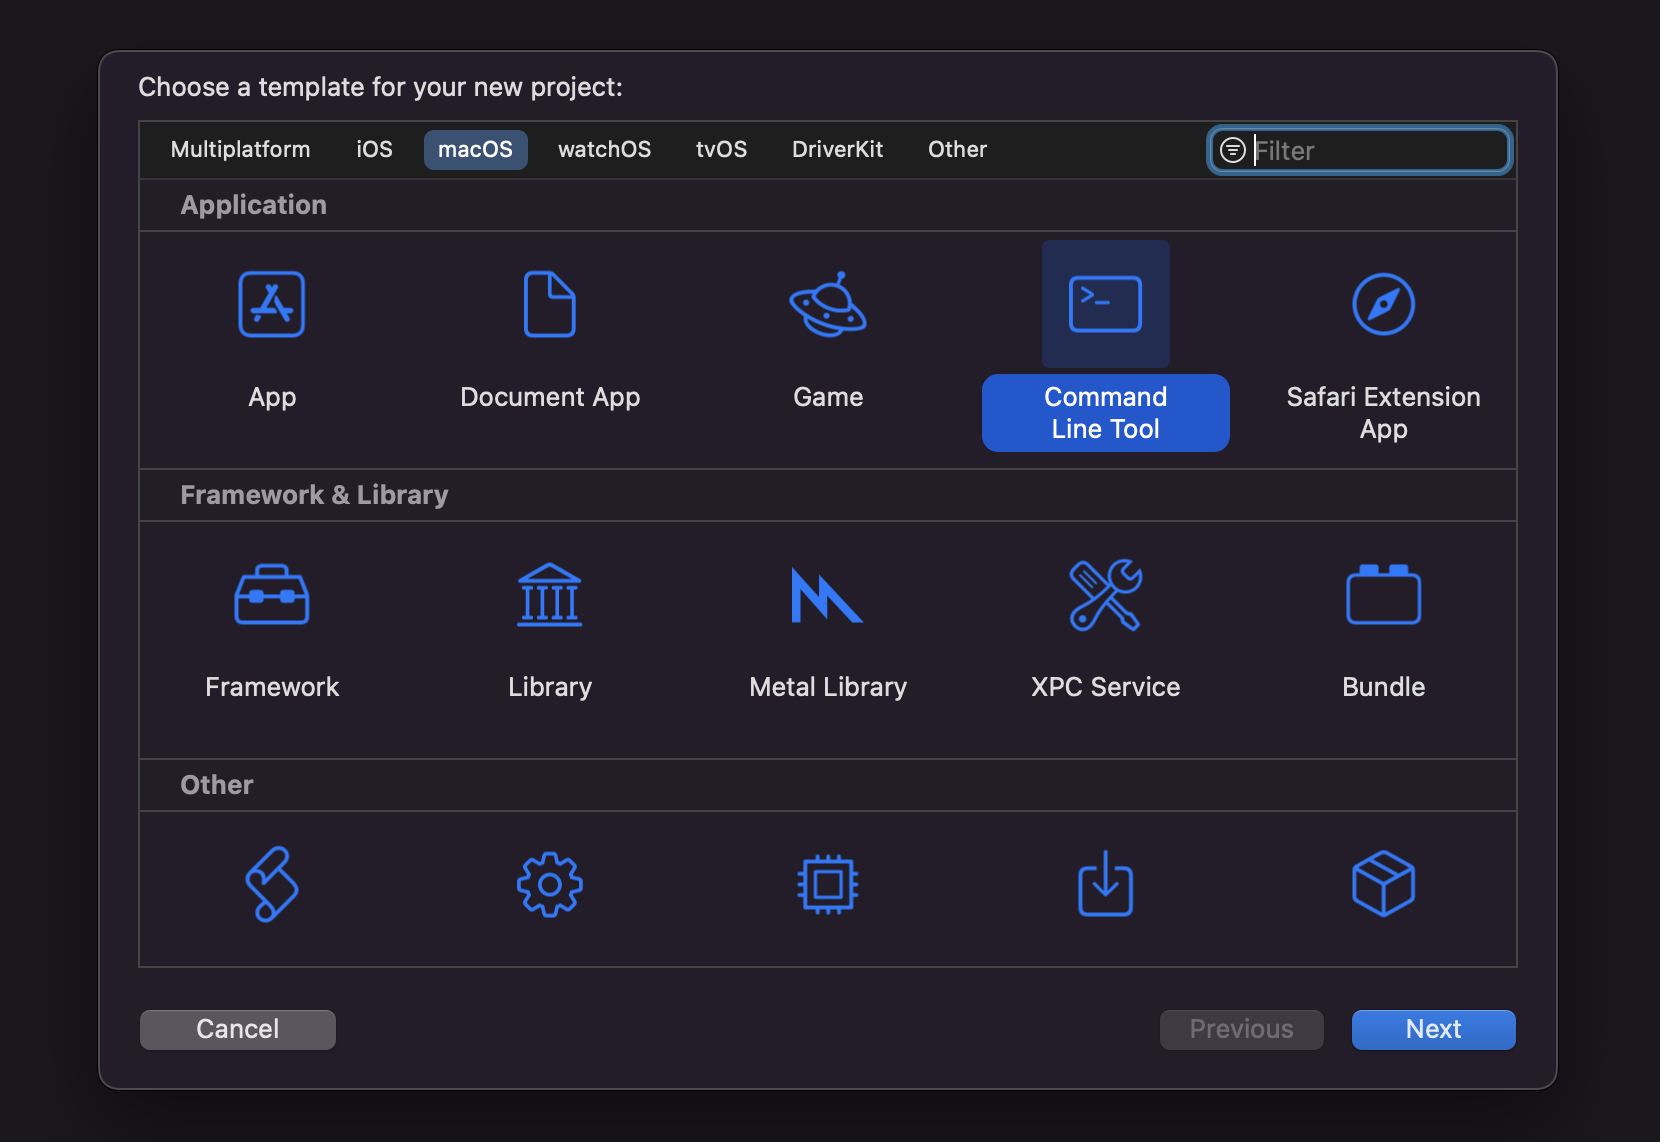 Choose a template for your new project:
Multiplatform iOS macOS watchOS tvOS DriverKit Other Filter
Application
App Document App Game Command Line Tool Safari Extension App
Framework & Library
Framework Library Metal Library XPC Service Bundle
Other
Cancel Previous Next